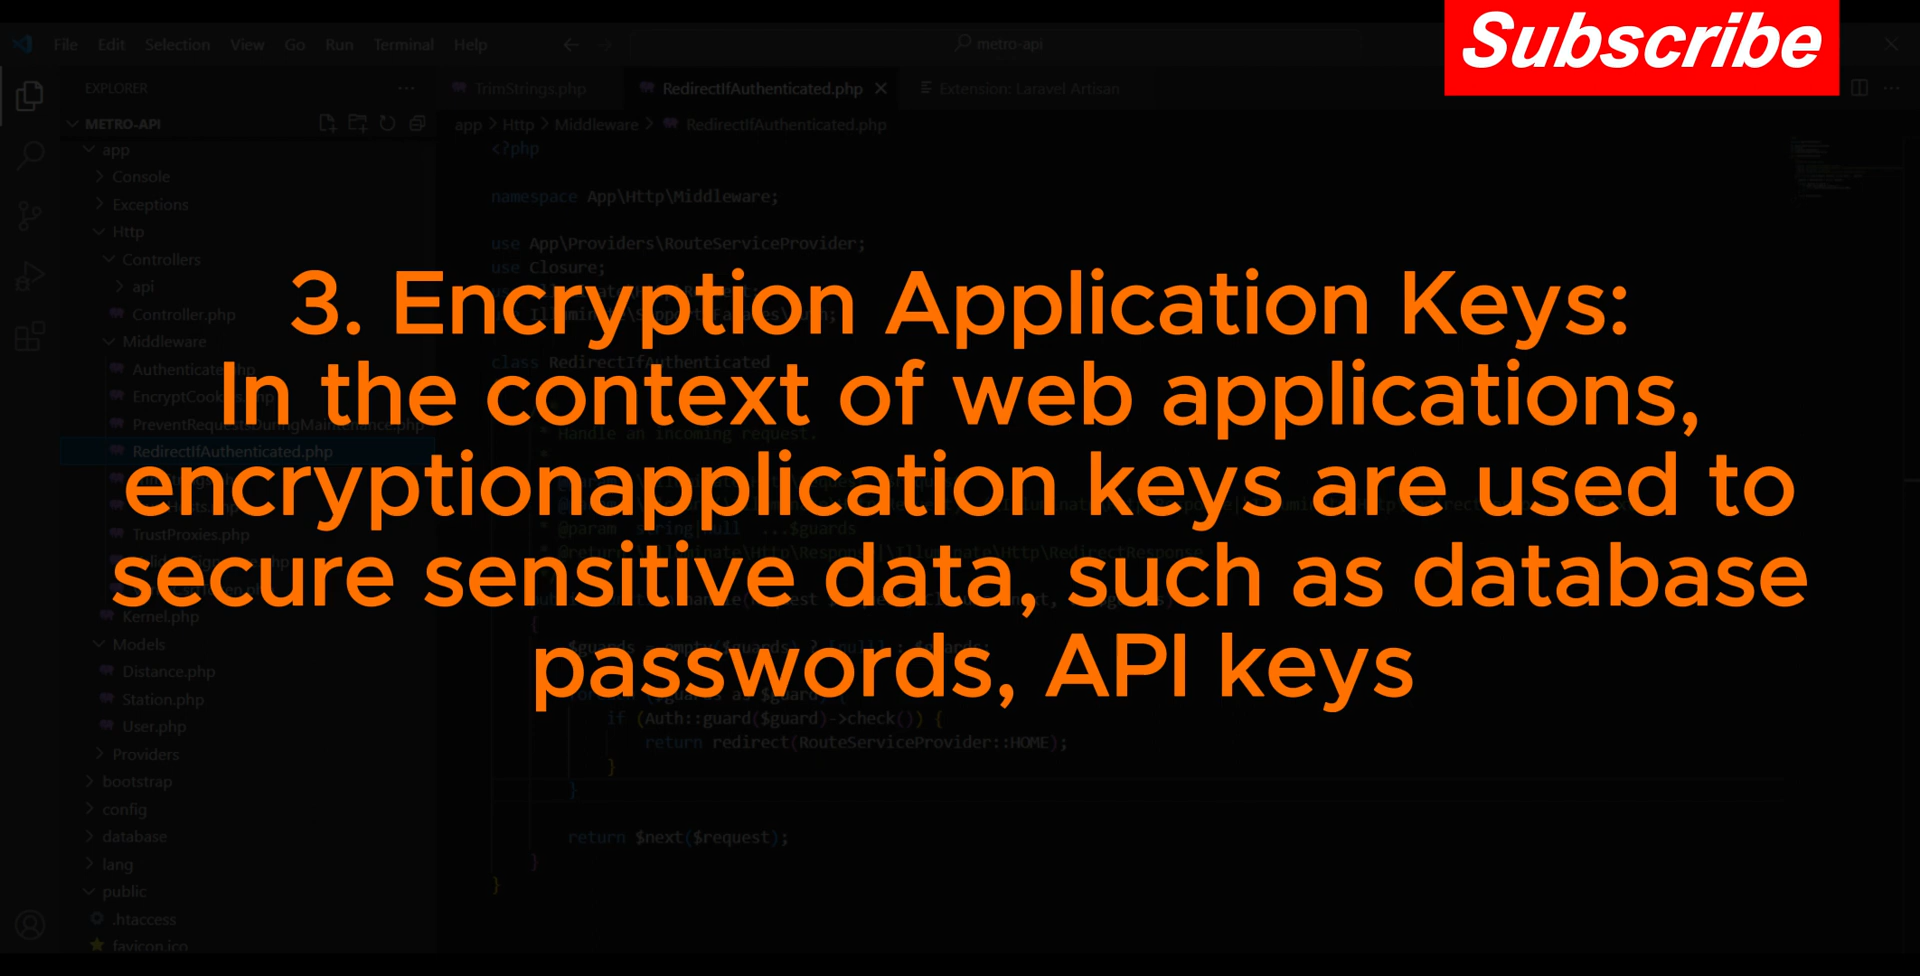 Subscribe
File Edit Selection View Go Run Terminal Help
metro-api
EXPLORER
TrimStrings.php
RedirectIfAuthenticated.php
Extension: Laravel Artisan
METRO-API
app > Http > Middleware > RedirectIfAuthenticated.php
app
Console
Exceptions
Http
Controllers
api
Controller.php
Middleware
RedirectIfAuthenticated.php
TrustProxies.php
Kernel.php
Models
Distance.php
Station.php
User.php
Providers
bootstrap
config
database
lang
public
.htaccess
favicon.ico
<?php
namespace App\Http\Middleware;
use App\Providers\RouteServiceProvider;
use Closure;
class RedirectIfAuthenticated
* Handle an incoming request.
if (Auth::guard($guard)->check()) {
return redirect(RouteServiceProvider::HOME);
}
}
return $next($request);
}
}
3. Encryption Application Keys:
In the context of web applications,
encryptionapplication keys are used to
secure sensitive data, such as database
passwords, API keys